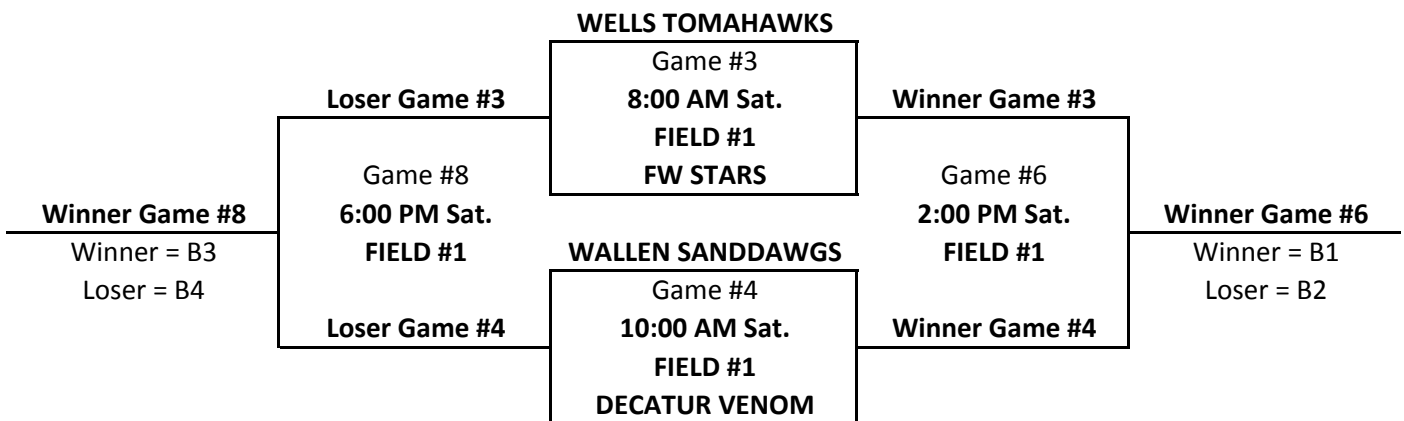 WELLS TOMAHAWKS
Game #3
Loser Game #3 8:00 AM Sat. Winner Game #3
FIELD #1
Game #8 FW STARS Game #6
Winner Game #8 6:00 PM Sat. 2:00 PM Sat. Winner Game #6
Winner = B3 FIELD #1 WALLEN SANDDAWGS FIELD #1 Winner = B1
Loser = B4 Game #4 Loser = B2
Loser Game #4 10:00 AM Sat. Winner Game #4
FIELD #1
DECATUR VENOM